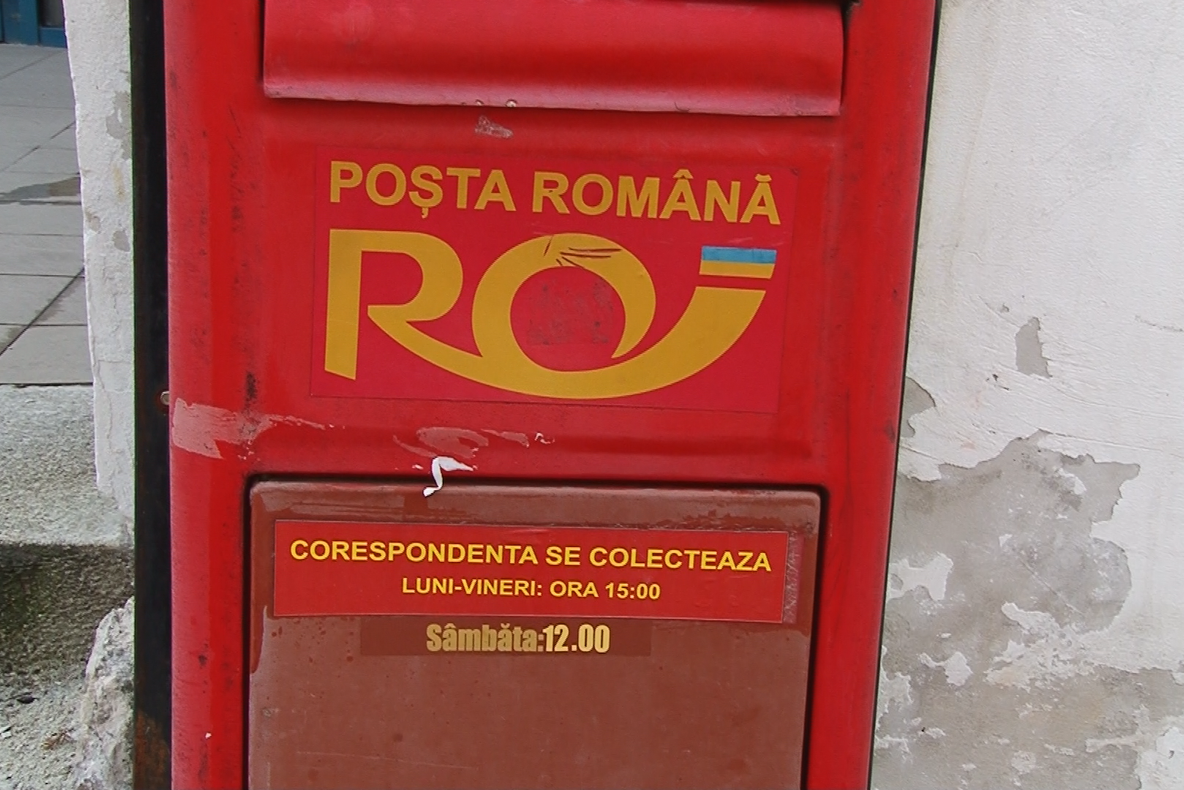 POȘTA ROMÂNĂ
RO
CORESPONDENTA SE COLECTEAZA
LUNI-VINERI: ORA 15:00
Sâmbăta:12.00